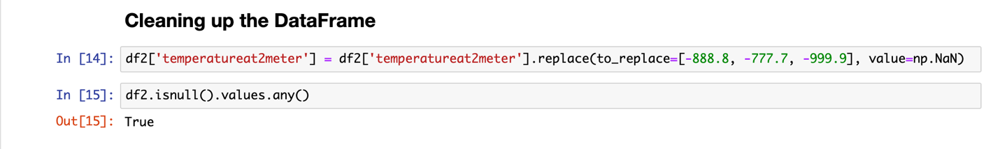 Cleaning up the DataFrame
In [14]: df2['temperatureat2meter'] = df2['temperatureat2meter'].replace(to_replace=[-888.8, -777.7, -999.9], value=np.NaN)
In [15]: df2.isnull().values.any()
Out[15]: True